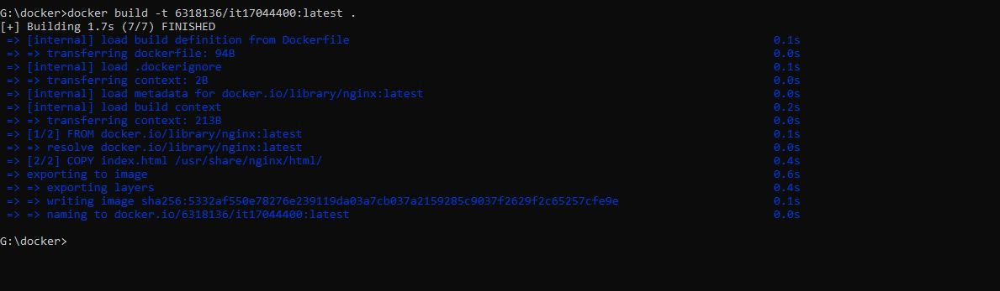 G:\docker>docker build -t 6318136/it17044400:latest .
[+] Building 1.7s (7/7) FINISHED
=> [internal] load build definition from Dockerfile 0.1s
=> => transferring dockerfile: 94B 0.0s
=> [internal] load .dockerignore 0.1s
=> => transferring context: 2B 0.0s
=> [internal] load metadata for docker.io/library/nginx:latest 0.0s
=> [internal] load build context 0.2s
=> => transferring context: 213B 0.0s
=> [1/2] FROM docker.io/library/nginx:latest 0.1s
=> => resolve docker.io/library/nginx:latest 0.0s
=> [2/2] COPY index.html /usr/share/nginx/html/ 0.4s
=> exporting to image 0.6s
=> => exporting layers 0.4s
=> => writing image sha256:5332af550e78276e239119da03a7cb037a2159285c9037f2629f2c65257cfe9e 0.1s
=> => naming to docker.io/6318136/it17044400:latest 0.0s
G:\docker>